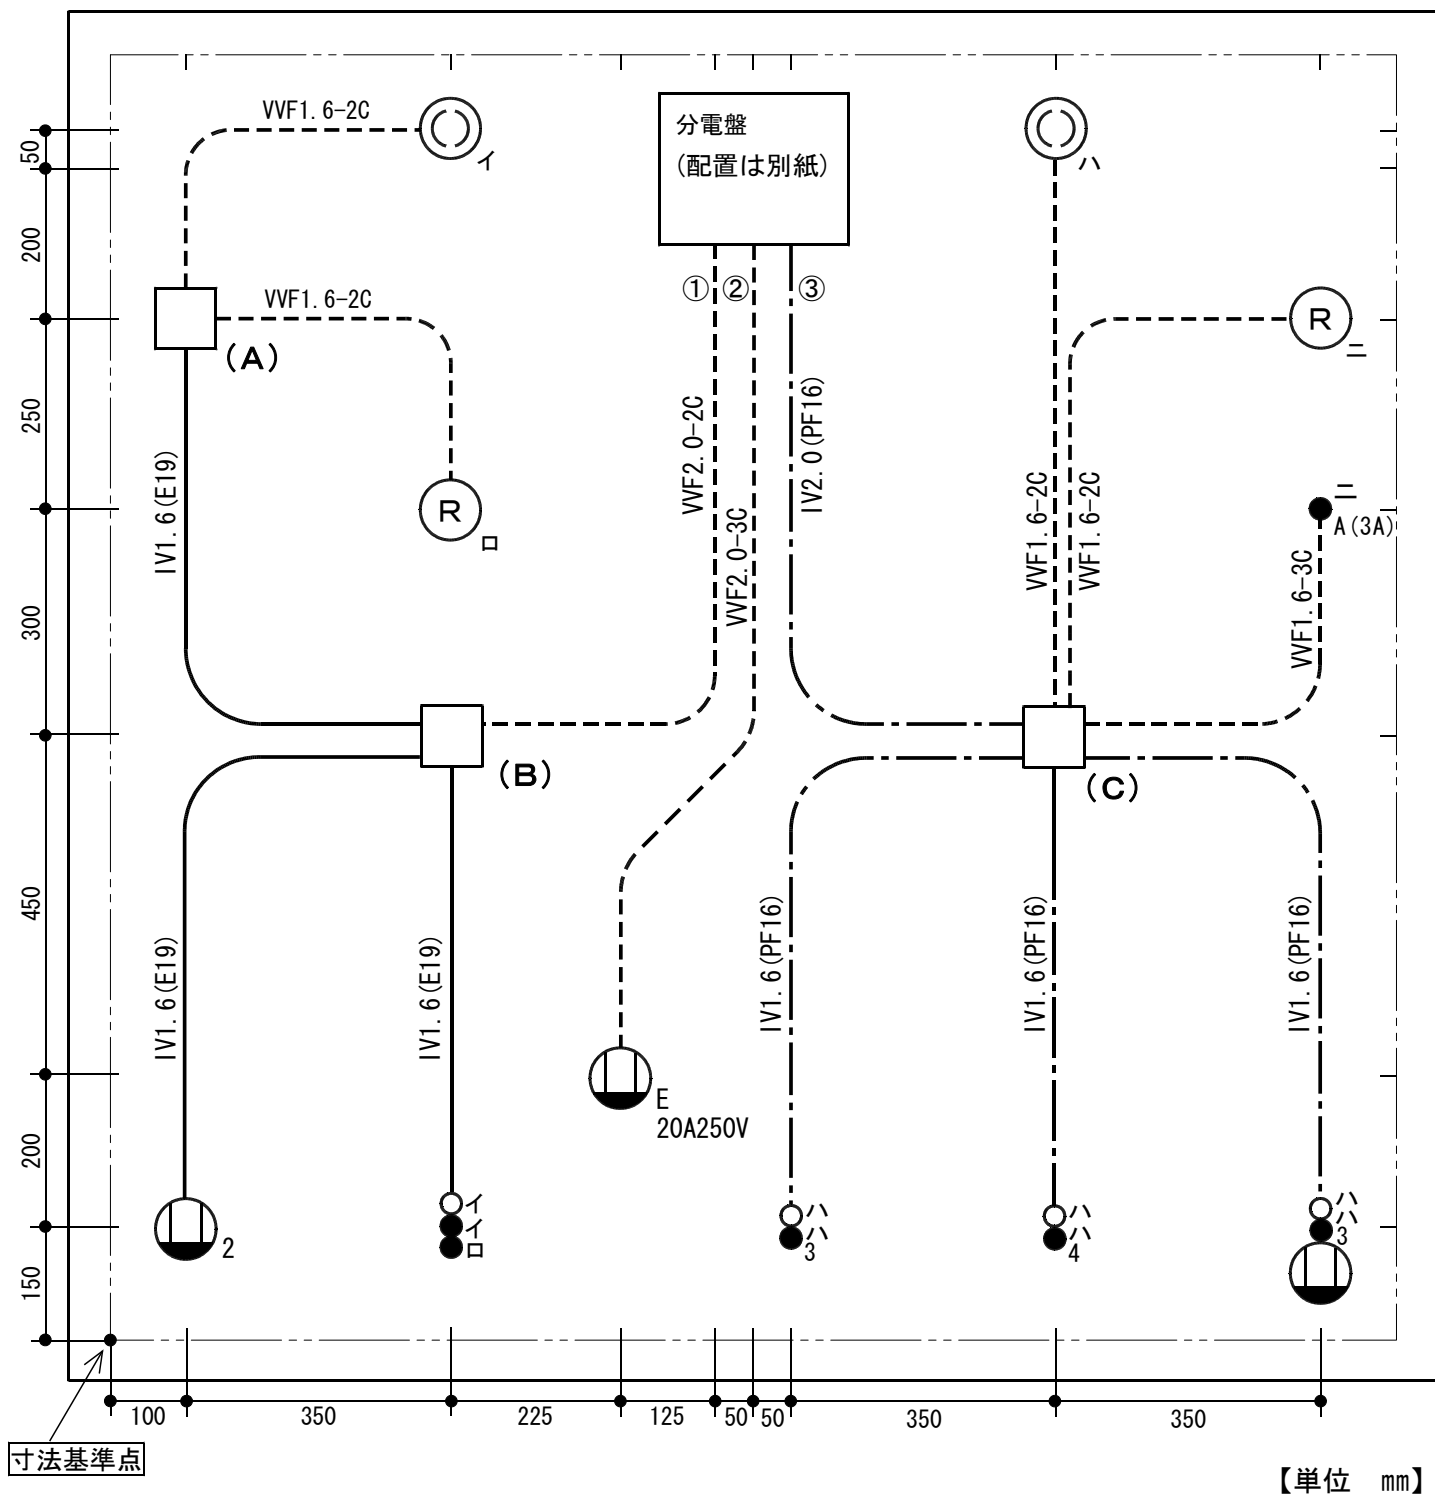 VVF1.6-2C
イ
分電盤
(配置は別紙)
ハ
50
200
VVF1.6-2C
(A)
① ② ③
R
ニ
250
IV1.6(E19)
R
ロ
VVF2.0-2C
VVF2.0-3C
IV2.0(PF16)
VVF1.6-2C
VVF1.6-2C
ニ
A(3A)
VVF1.6-3C
300
(B)
(C)
450
IV1.6(E19)
IV1.6(E19)
IV1.6(PF16)
IV1.6(PF16)
IV1.6(PF16)
E
20A250V
200
2
イ
イ
ロ
ハ
ハ
3
ハ
ハ
4
ハ
ハ
3
150
100 350 225 125 50 50 350 350
寸法基準点
【単位 mm】